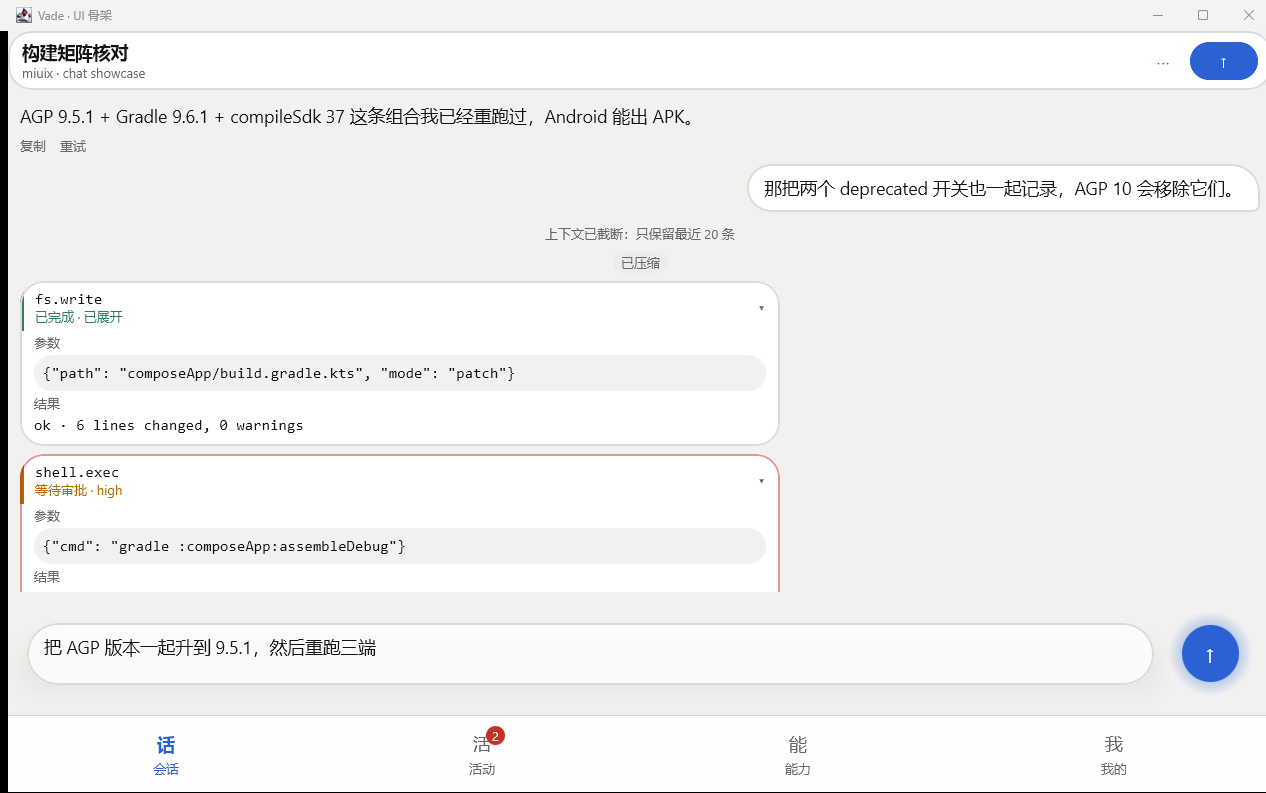 Vade · UI 骨架
构建矩阵核对
miuix · chat showcase
...
↑
AGP 9.5.1 + Gradle 9.6.1 + compileSdk 37 这条组合我已经重跑过，Android 能出 APK。
复制 重试
那把两个 deprecated 开关也一起记录，AGP 10 会移除它们。
上下文已截断：只保留最近 20 条
已压缩
fs.write
已完成 · 已展开
参数
{"path": "composeApp/build.gradle.kts", "mode": "patch"}
结果
ok · 6 lines changed, 0 warnings
shell.exec
等待审批 · high
参数
{"cmd": "gradle :composeApp:assembleDebug"}
结果
把 AGP 版本一起升到 9.5.1，然后重跑三端
↑
话 活 2 能 我
会话 活动 能力 我的